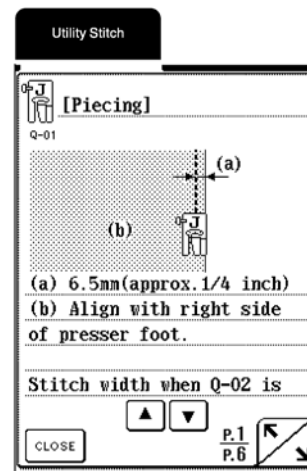 Utility Stitch
J
[Piecing]
Q-01
(a)
J
(b)
(a) 6.5mm(approx.1/4 inch)
(b) Align with right side
of presser foot.
Stitch width when Q-02 is
CLOSE
P.1
P.6